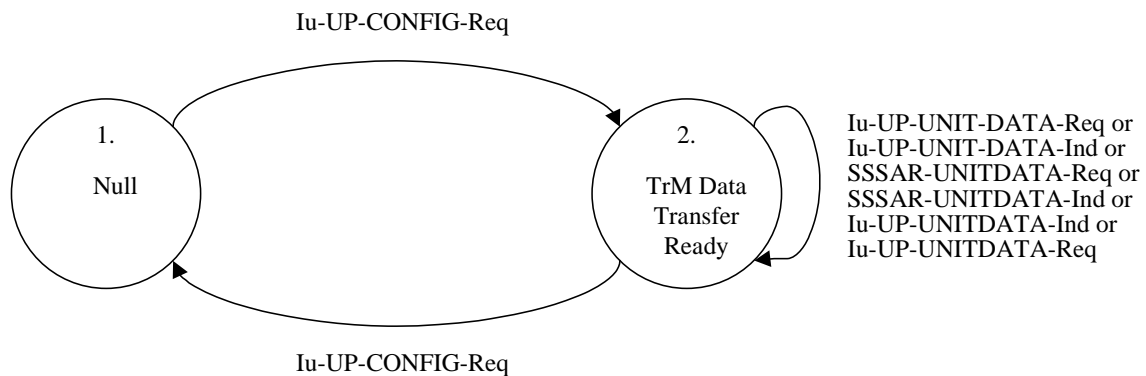 Iu-UP-CONFIG-Req
1.
Null
2.
TrM Data
Transfer
Ready
Iu-UP-UNIT-DATA-Req or
Iu-UP-UNIT-DATA-Ind or
SSSAR-UNITDATA-Req or
SSSAR-UNITDATA-Ind or
Iu-UP-UNITDATA-Ind or
Iu-UP-UNITDATA-Req
Iu-UP-CONFIG-Req